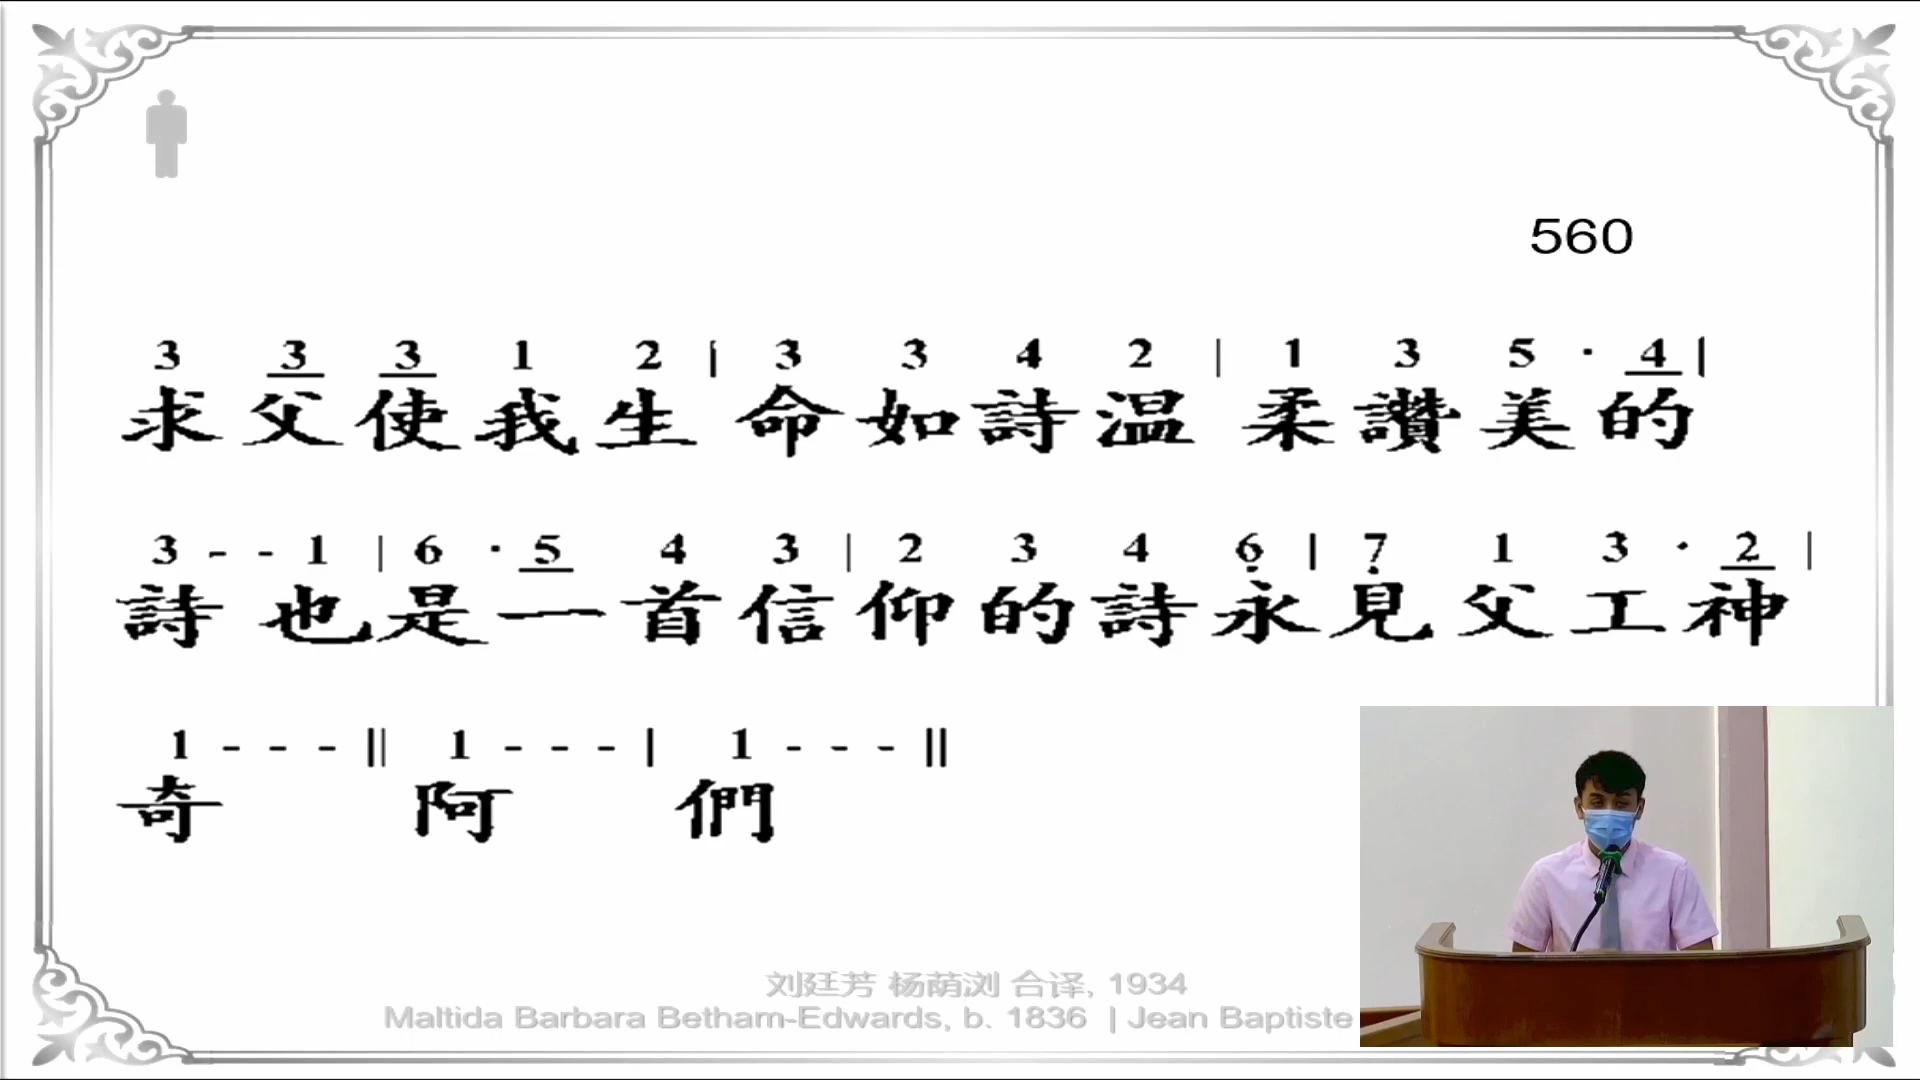 560
3 3 3 1 2 | 3 3 4 2 | 1 3 5 · 4 |
求父使我生命如詩温柔讚美的
3 - - 1 | 6 · 5 4 3 | 2 3 4 6̣ | 7̣ 1 3 · 2 |
詩也是一首信仰的詩永見父工神
1 - - - || 1 - - - | 1 - - - ||
奇 阿 們
刘廷芳 杨荫浏 合译, 1934
Maltida Barbara Betham-Edwards, b. 1836 | Jean Baptiste